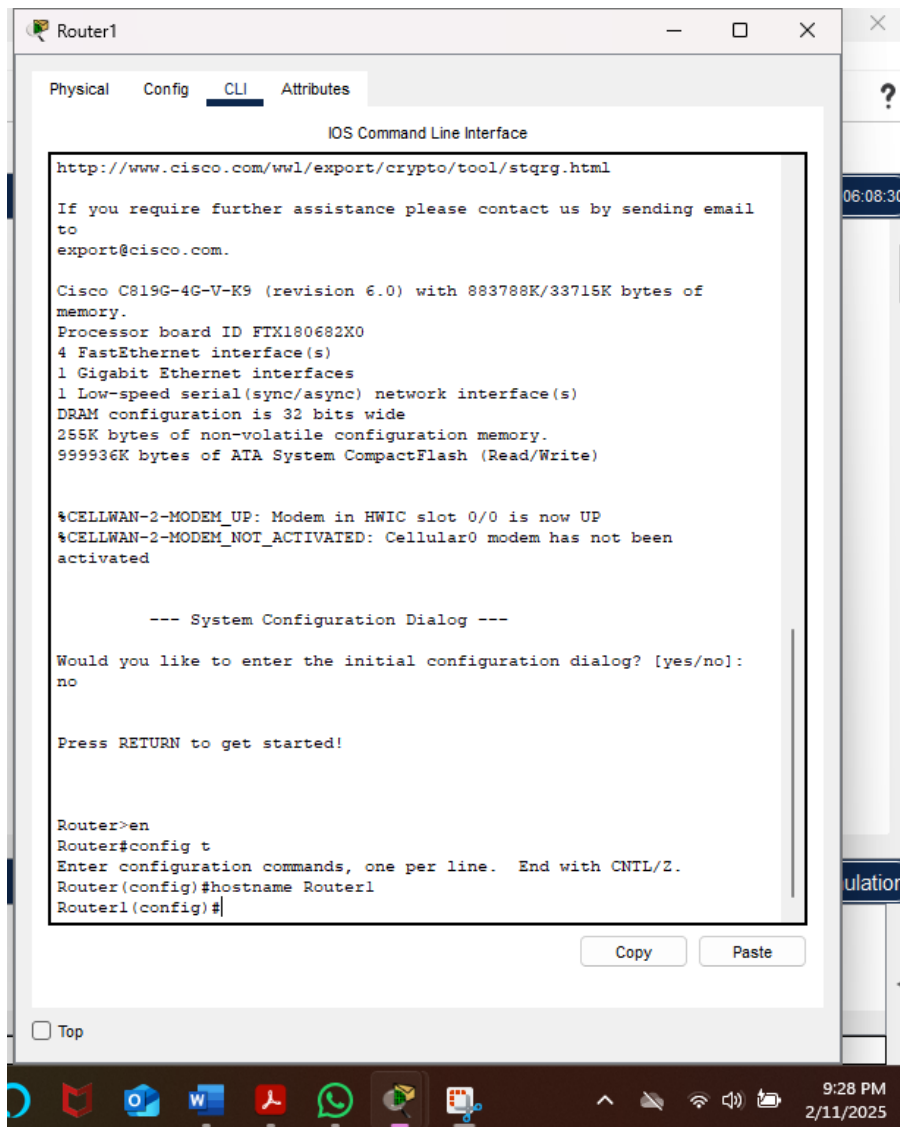 Router1
Physical Config CLI Attributes
?
IOS Command Line Interface
http://www.cisco.com/wwl/export/crypto/tool/stqrg.html
06:08:30
If you require further assistance please contact us by sending email
to
export@cisco.com.
Cisco C819G-4G-V-K9 (revision 6.0) with 883788K/33715K bytes of
memory.
Processor board ID FTX180682X0
4 FastEthernet interface(s)
1 Gigabit Ethernet interfaces
1 Low-speed serial(sync/async) network interface(s)
DRAM configuration is 32 bits wide
255K bytes of non-volatile configuration memory.
999936K bytes of ATA System CompactFlash (Read/Write)
%CELLWAN-2-MODEM_UP: Modem in HWIC slot 0/0 is now UP
%CELLWAN-2-MODEM_NOT_ACTIVATED: Cellular0 modem has not been
activated
--- System Configuration Dialog ---
Would you like to enter the initial configuration dialog? [yes/no]:
no
Press RETURN to get started!
Router>en
Router#config t
Enter configuration commands, one per line.  End with CNTL/Z.
Router(config)#hostname Router1
Router1(config)#
ulation
Copy Paste
Top
9:28 PM
2/11/2025